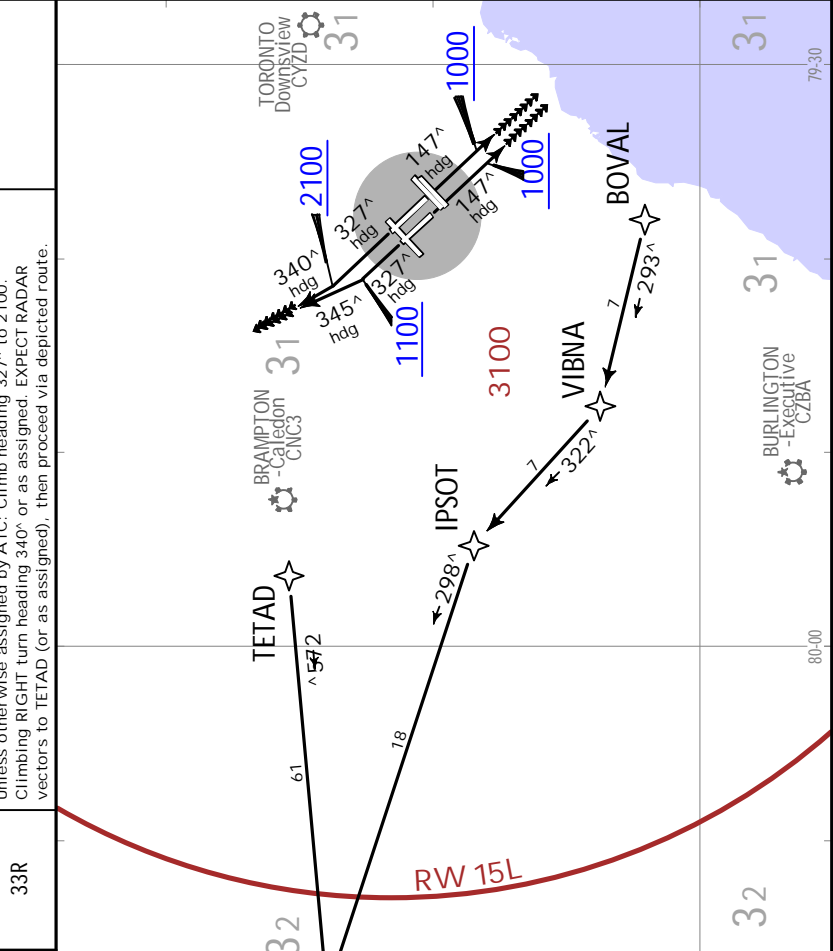 33R
Unless otherwise assigned by ATC: Climb heading 327^ to 2100.
Climbing RIGHT turn heading 340^ or as assigned. EXPECT RADAR
vectors to TETAD (or as assigned), then proceed via depicted route.
TORONTO
Downsview
CYZD
31
31
79-30
1000
147^
hdg
1000
147^
hdg
2100
327^
hdg
340^
hdg
327^
hdg
345^
hdg
1100
31
31
3100
BOVAL
293^
7
VIBNA
322^
7
IPSOT
298^
18
BRAMPTON
-Caledon
CNC3
BURLINGTON
-Executive
CZBA
TETAD
61
80-00
RW 15L
32
32